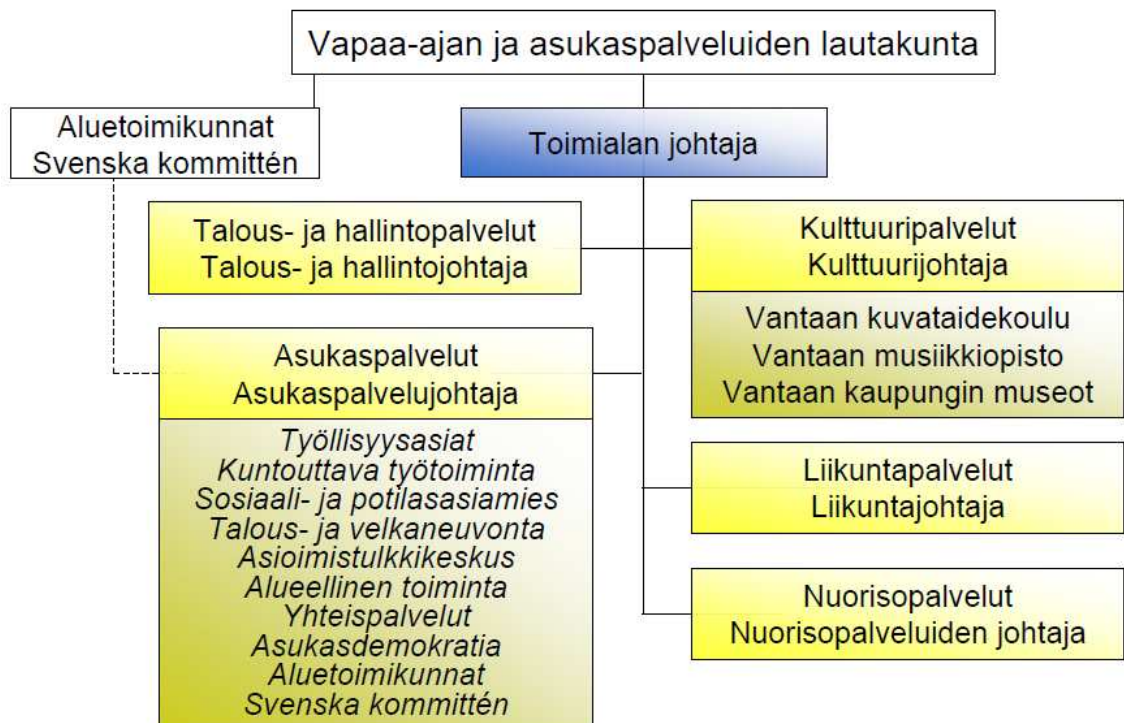 Vapaa-ajan ja asukaspalveluiden lautakunta
Aluetoimikunnat
Svenska kommittén
Toimialan johtaja
Talous- ja hallintopalvelut
Talous- ja hallintojohtaja
Kulttuuripalvelut
Kulttuurijohtaja
Vantaan kuvataidekoulu
Vantaan musiikkiopisto
Vantaan kaupungin museot
Asukaspalvelut
Asukaspalvelujohtaja
Työllisyysasiat
Kuntouttava työtoiminta
Sosiaali- ja potilasasiamies
Talous- ja velkaneuvonta
Asioimistulkkikeskus
Alueellinen toiminta
Yhteispalvelut
Asukasdemokratia
Aluetoimikunnat
Svenska kommittén
Liikuntapalvelut
Liikuntajohtaja
Nuorisopalvelut
Nuorisopalveluiden johtaja